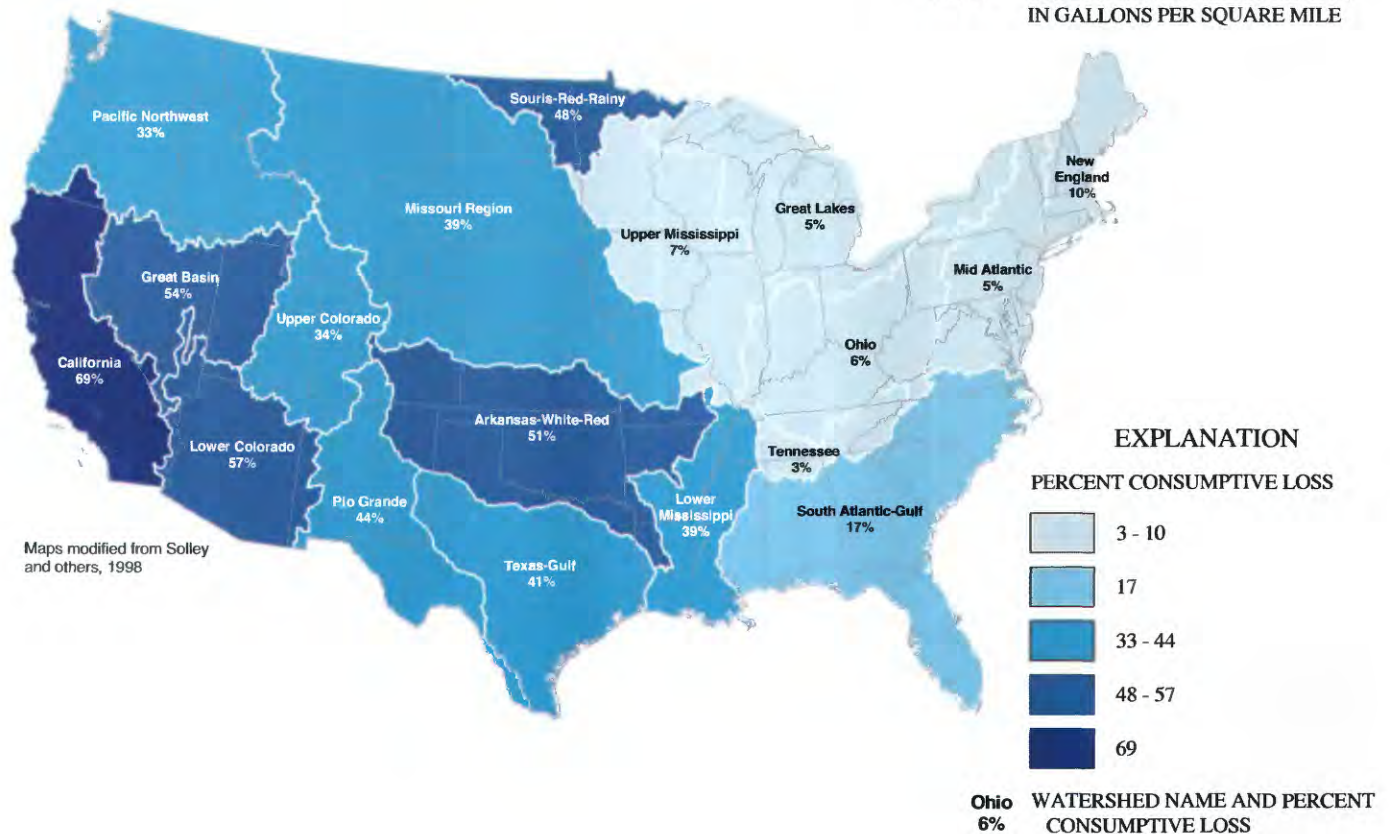 IN GALLONS PER SQUARE MILE
Pacific Northwest
33%
Souris-Red-Rainy
48%
Missouri Region
39%
Upper Mississippi
7%
Great Lakes
5%
New
England
10%
Mid Atlantic
5%
Great Basin
54%
Upper Colorado
34%
Ohio
6%
California
69%
Arkansas-White-Red
51%
Lower Colorado
57%
Tennessee
3%
Rio Grande
44%
Lower
Mississippi
39%
South Atlantic-Gulf
17%
Texas-Gulf
41%
Maps modified from Solley
and others, 1998
EXPLANATION
PERCENT CONSUMPTIVE LOSS
3 - 10
17
33 - 44
48 - 57
69
Ohio
6%
WATERSHED NAME AND PERCENT
CONSUMPTIVE LOSS